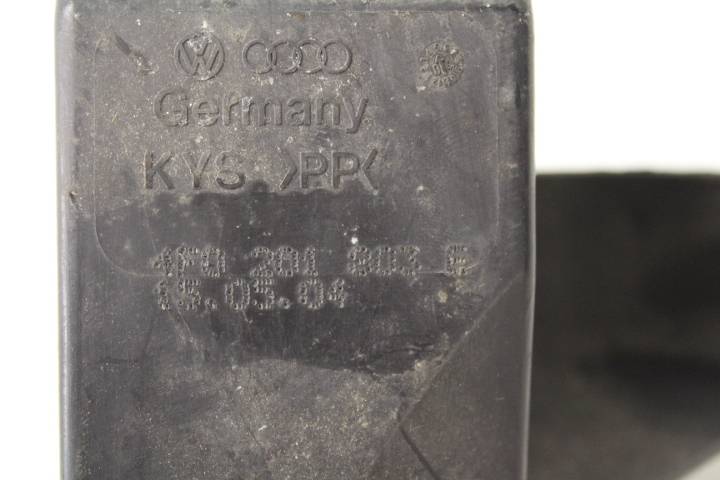 Germany
KYS >PP<
4F0 201 803 E
15.05.04